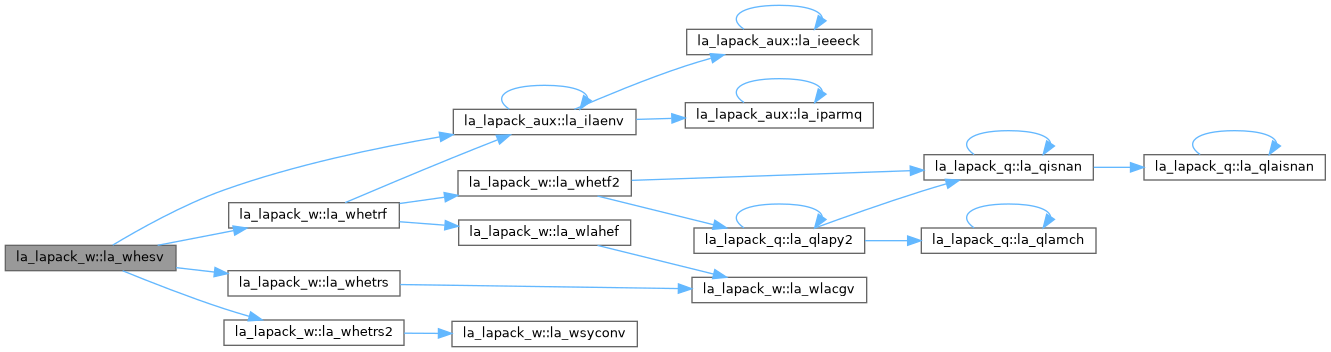 la_lapack_aux::la_ieeeck
la_lapack_aux::la_ilaenv
la_lapack_aux::la_iparmq
la_lapack_q::la_qisnan
la_lapack_q::la_qlaisnan
la_lapack_w::la_whetf2
la_lapack_w::la_whetrf
la_lapack_w::la_wlahef
la_lapack_q::la_qlapy2
la_lapack_q::la_qlamch
la_lapack_w::la_whesv
la_lapack_w::la_whetrs
la_lapack_w::la_wlacgv
la_lapack_w::la_whetrs2
la_lapack_w::la_wsyconv